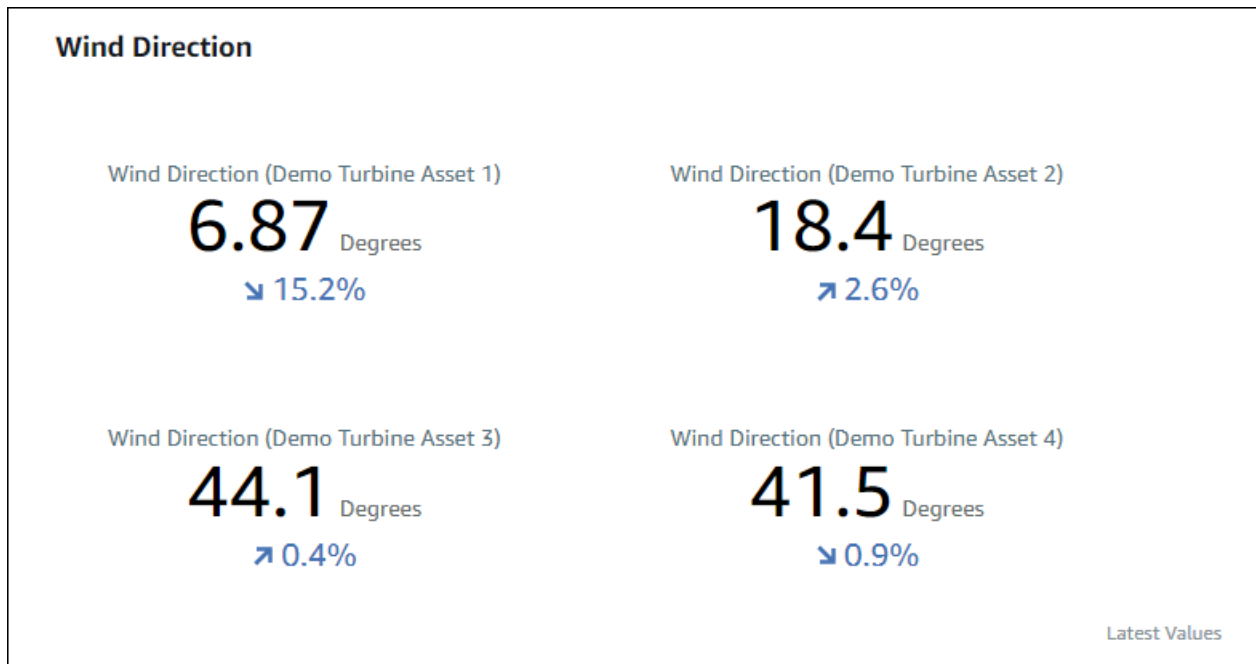 Wind Direction
Wind Direction (Demo Turbine Asset 1)
6.87 Degrees
↘ 15.2%
Wind Direction (Demo Turbine Asset 2)
18.4 Degrees
↗ 2.6%
Wind Direction (Demo Turbine Asset 3)
44.1 Degrees
↗ 0.4%
Wind Direction (Demo Turbine Asset 4)
41.5 Degrees
↘ 0.9%
Latest Values